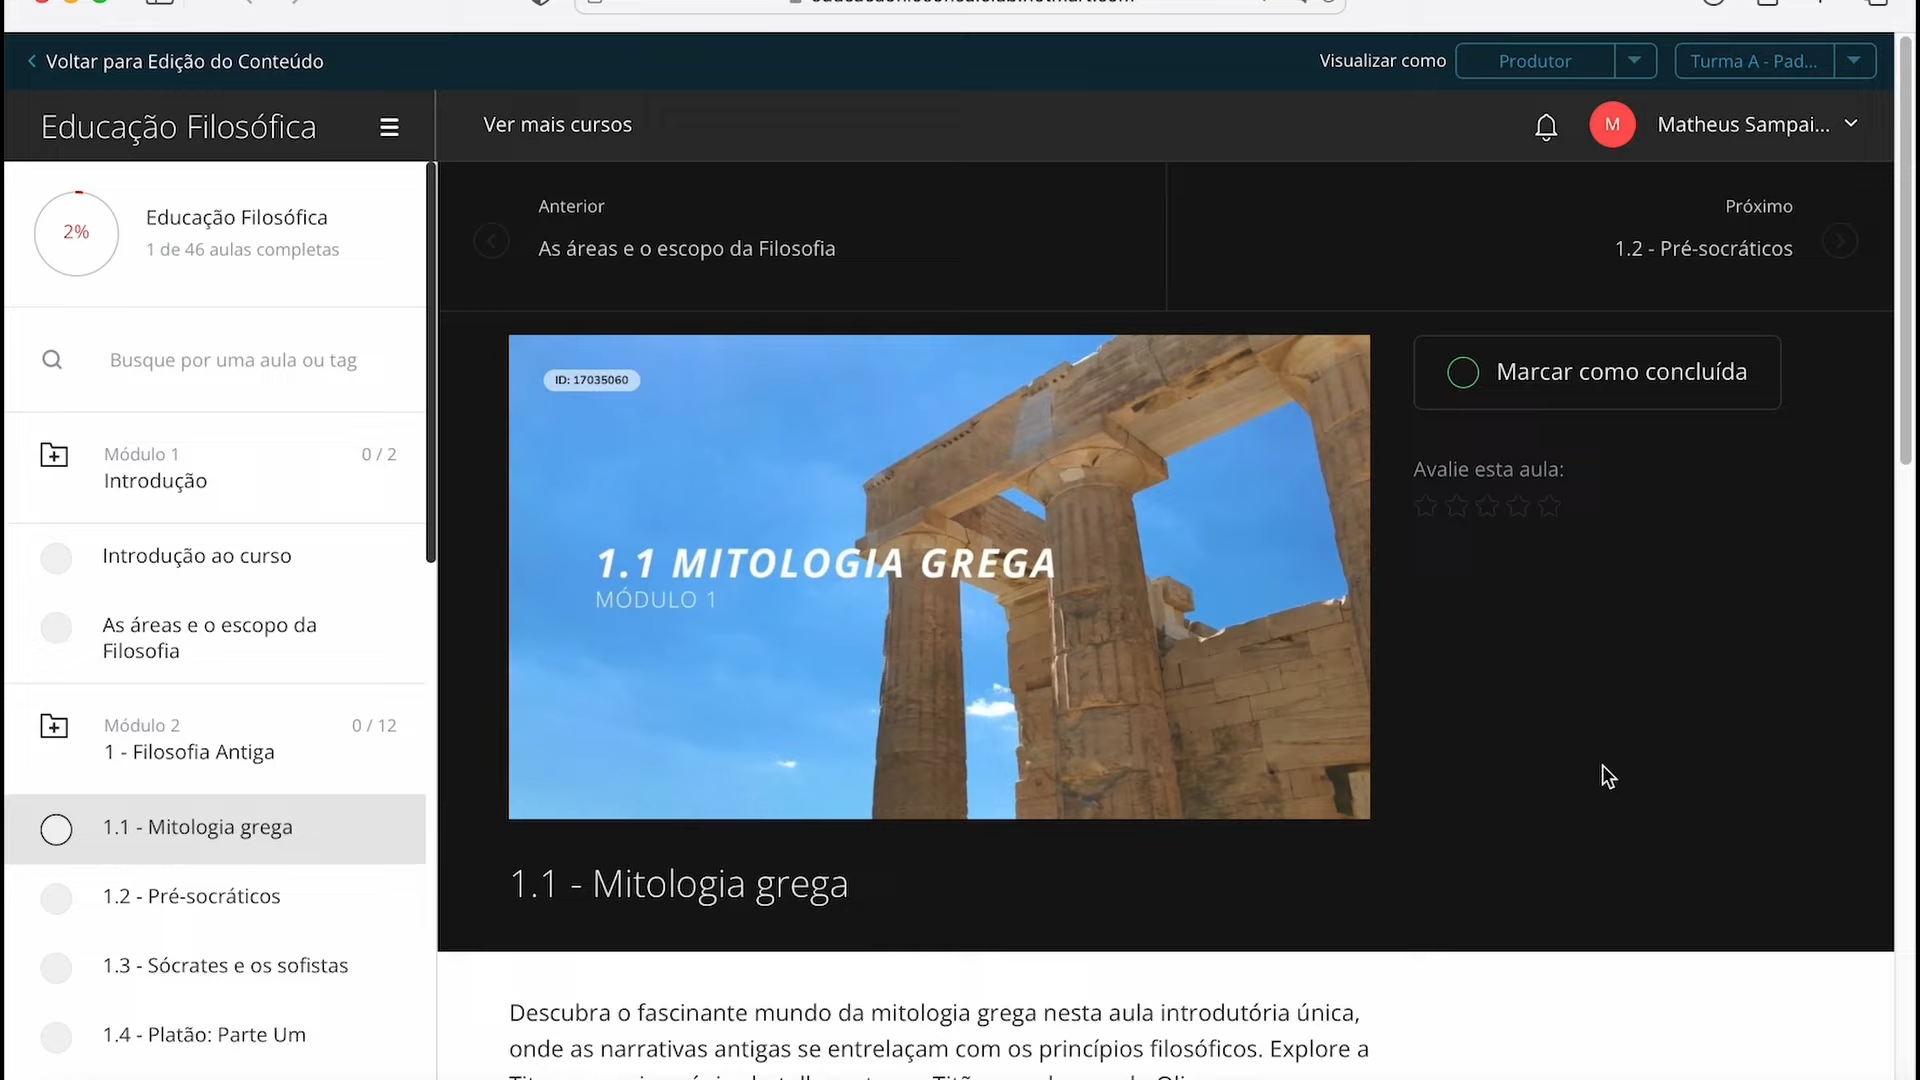 Voltar para Edição do Conteúdo
Visualizar como
Produtor
Turma A - Pad...
Educação Filosófica
Ver mais cursos
M
Matheus Sampai...
2%
Educação Filosófica
1 de 46 aulas completas
Anterior
As áreas e o escopo da Filosofia
Próximo
1.2 - Pré-socráticos
Busque por uma aula ou tag
Módulo 1
0 / 2
Introdução
Introdução ao curso
As áreas e o escopo da
Filosofia
Módulo 2
0 / 12
1 - Filosofia Antiga
1.1 - Mitologia grega
1.2 - Pré-socráticos
1.3 - Sócrates e os sofistas
1.4 - Platão: Parte Um
ID: 17035060
1.1 MITOLOGIA GREGA
MÓDULO 1
Marcar como concluída
Avalie esta aula:
1.1 - Mitologia grega
Descubra o fascinante mundo da mitologia grega nesta aula introdutória única,
onde as narrativas antigas se entrelaçam com os princípios filosóficos. Explore a